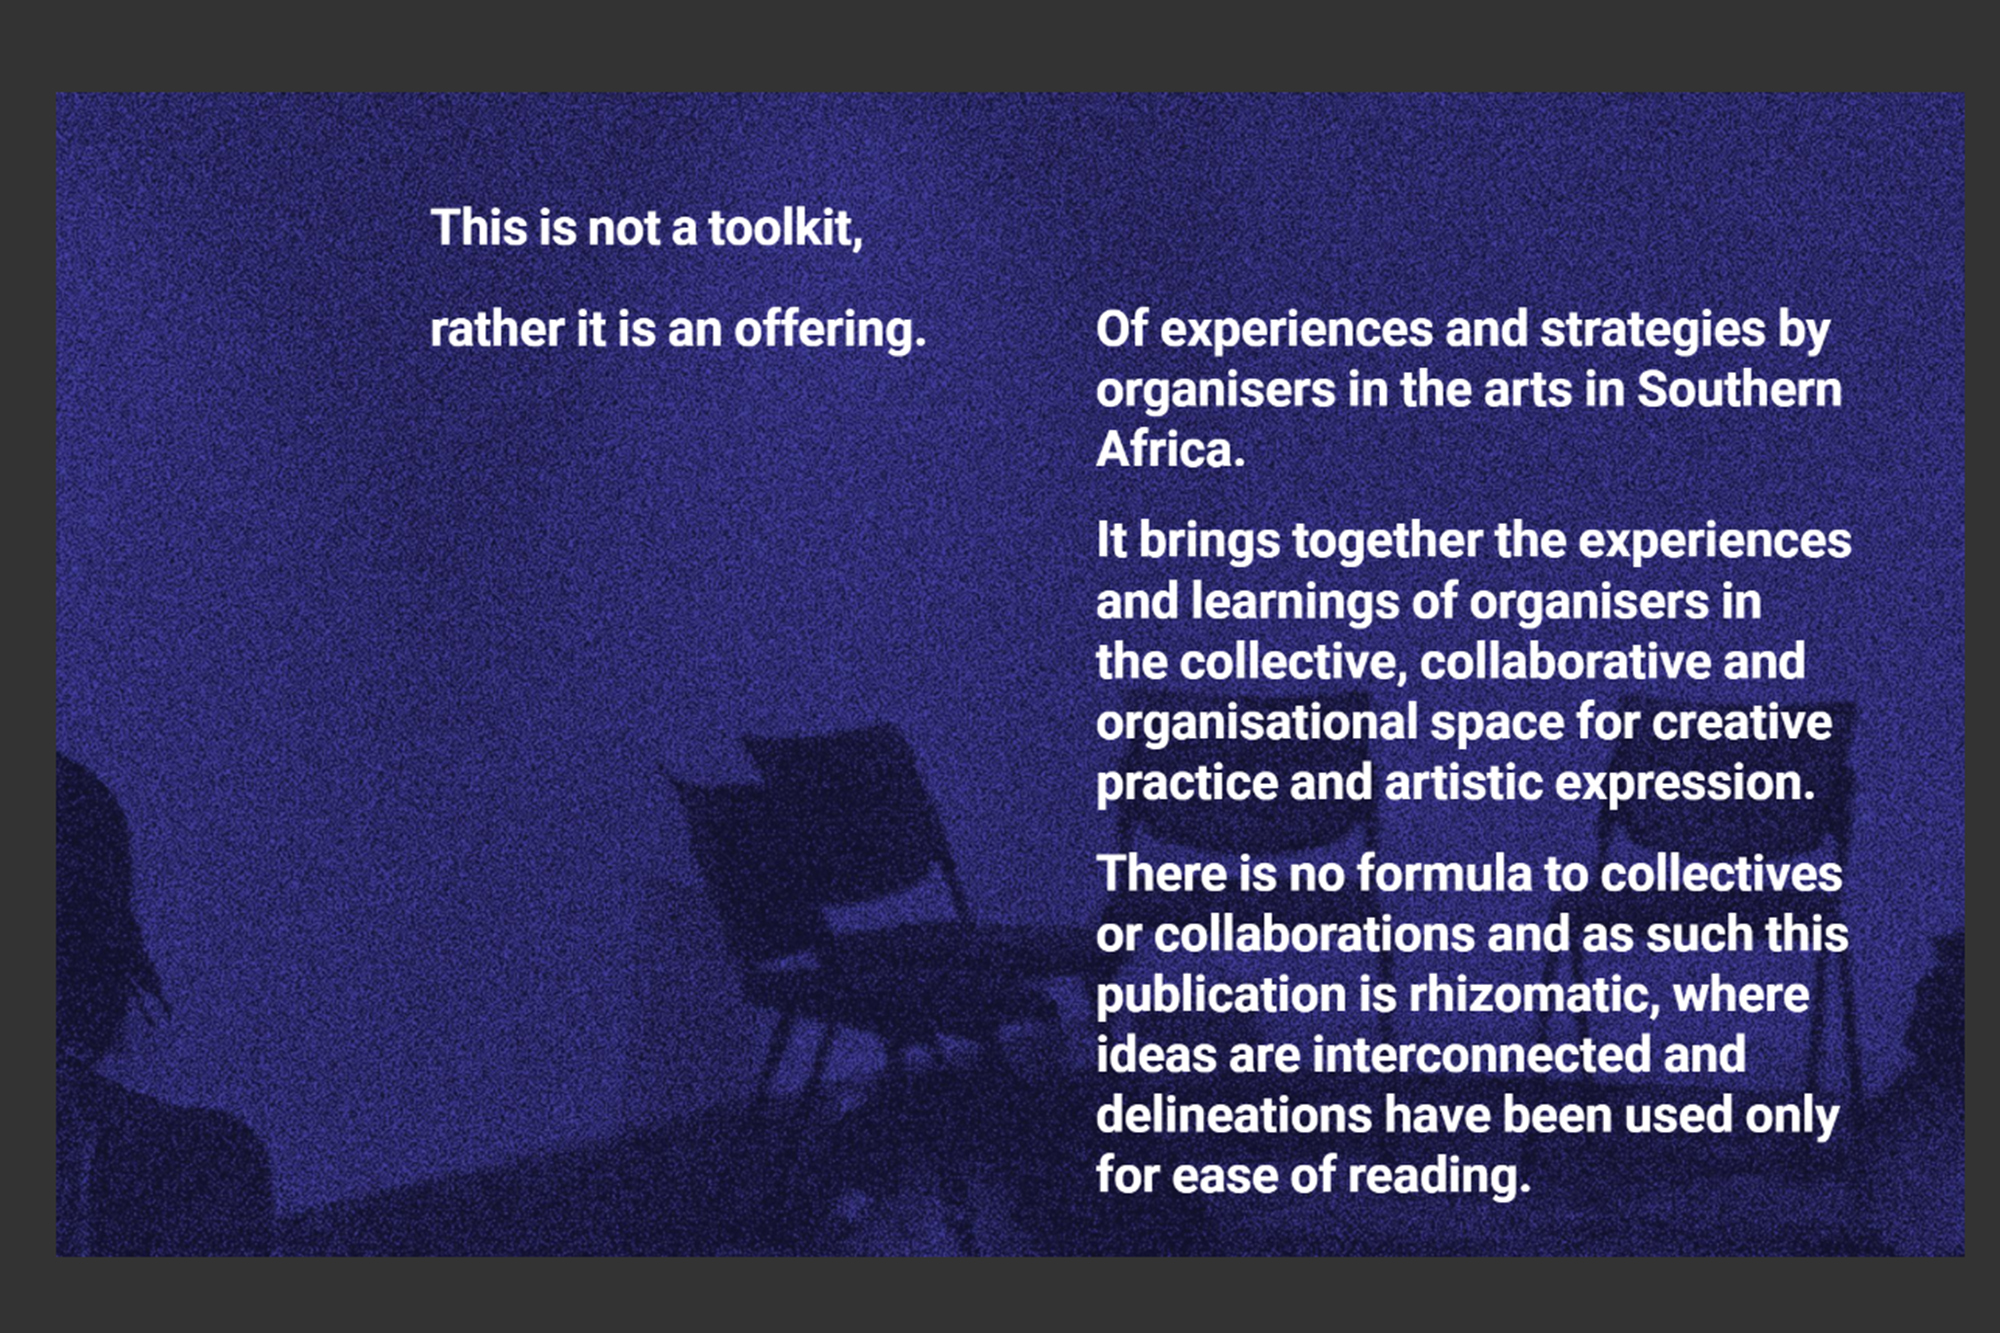 This is not a toolkit,
rather it is an offering.
Of experiences and strategies by
organisers in the arts in Southern
Africa.
It brings together the experiences
and learnings of organisers in
the collective, collaborative and
organisational space for creative
practice and artistic expression.
There is no formula to collectives
or collaborations and as such this
publication is rhizomatic, where
ideas are interconnected and
delineations have been used only
for ease of reading.